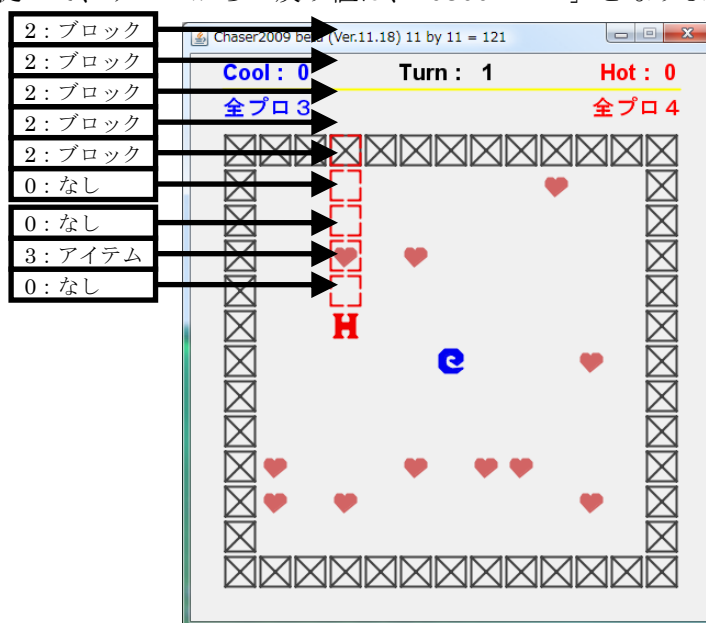 2：ブロック
Chaser2009 beta (Ver.11.18) 11 by 11 = 121
2：ブロック
Cool： 0 Turn： 1 Hot： 0
2：ブロック
全プロ3 全プロ4
2：ブロック
2：ブロック
0：なし
0：なし
3：アイテム
0：なし
H